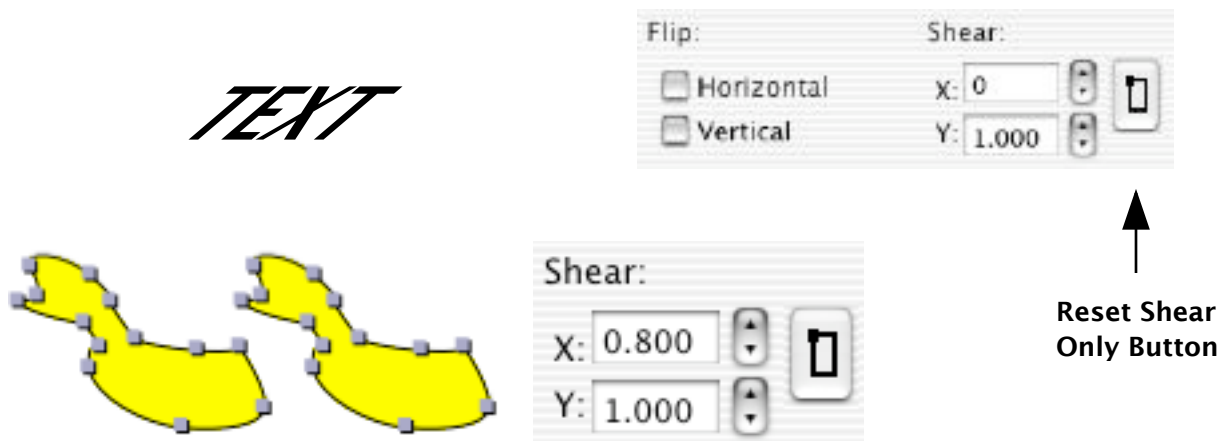 Flip:
Shear:
Horizontal
X: 0
Vertical
Y: 1.000
TEXT
Shear:
X: 0.800
Y: 1.000
Reset Shear
Only Button